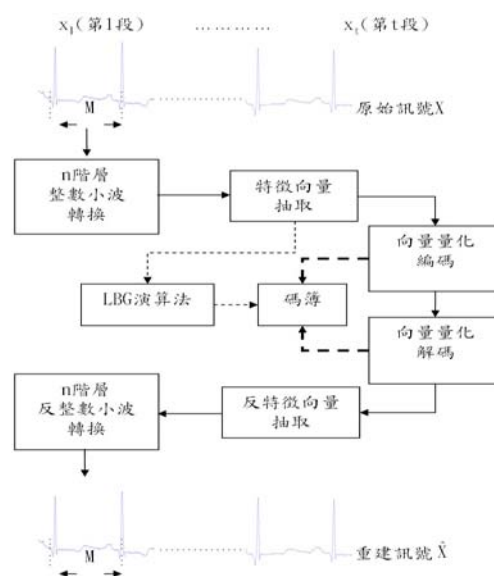 x₁(第1段) ………… xₜ(第t段)
M
原始訊號X
n階層
整數小波
轉換
特徵向量
抽取
向量量化
編碼
LBG演算法
碼薄
向量量化
解碼
n階層
反整數小波
轉換
反特徵向量
抽取
M
重建訊號X̂